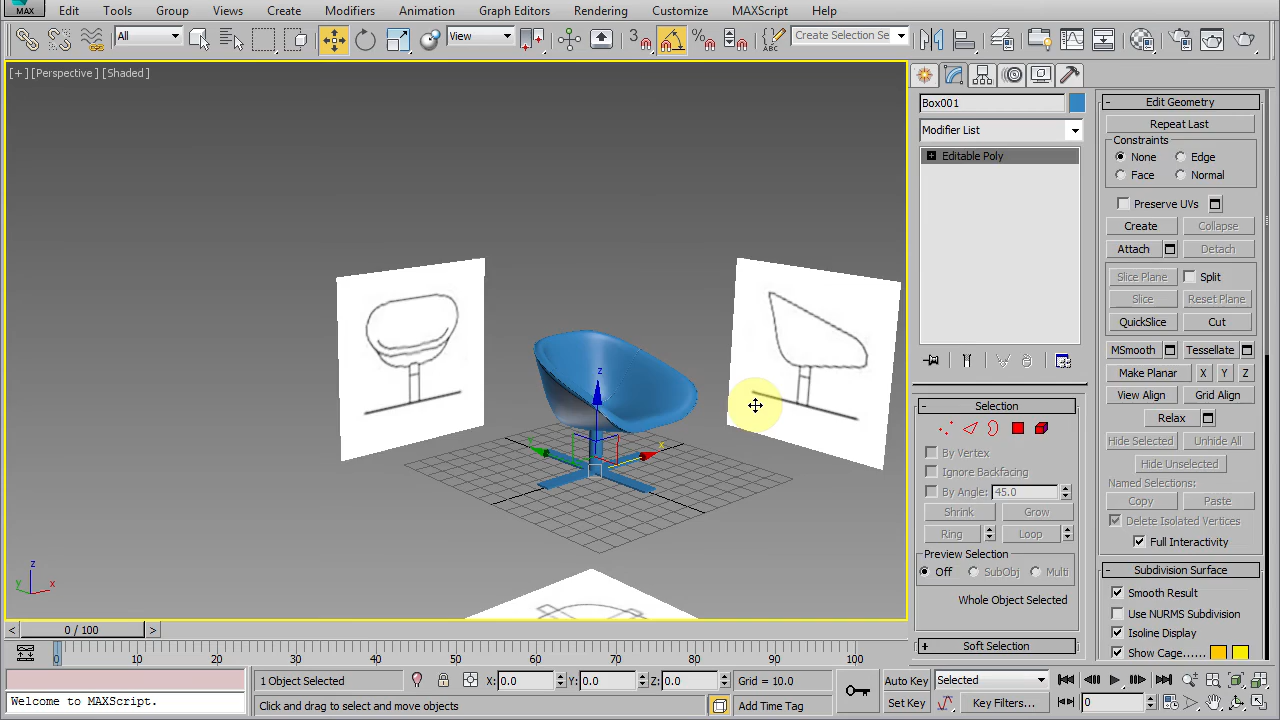 MAX Edit Tools Group Views Create Modifiers Animation Graph Editors Rendering Customize MAXScript Help
All View 3 % Create Selection Se
[+] [Perspective] [Shaded]
Box001
Modifier List
Editable Poly
- Selection
By Vertex
Ignore Backfacing
By Angle: 45.0
Shrink Grow
Ring Loop
Preview Selection
Off SubObj Multi
Whole Object Selected
+ Soft Selection
- Edit Geometry
Repeat Last
Constraints
None Edge
Face Normal
Preserve UVs
Create Collapse
Attach Detach
Slice Plane Split
Slice Reset Plane
QuickSlice Cut
MSmooth Tessellate
Make Planar X Y Z
View Align Grid Align
Relax
Hide Selected Unhide All
Hide Unselected
Named Selections:
Copy Paste
Delete Isolated Vertices
Full Interactivity
- Subdivision Surface
Smooth Result
Use NURMS Subdivision
Isoline Display
Show Cage......
z
x
y
z
y x
< 0 / 100 >
0 10 20 30 40 50 60 70 80 90 100
Welcome to MAXScript.
1 Object Selected X: 0.0 Y: 0.0 Z: 0.0 Grid = 10.0
Click and drag to select and move objects Add Time Tag
Auto Key Selected
Set Key Key Filters... 0